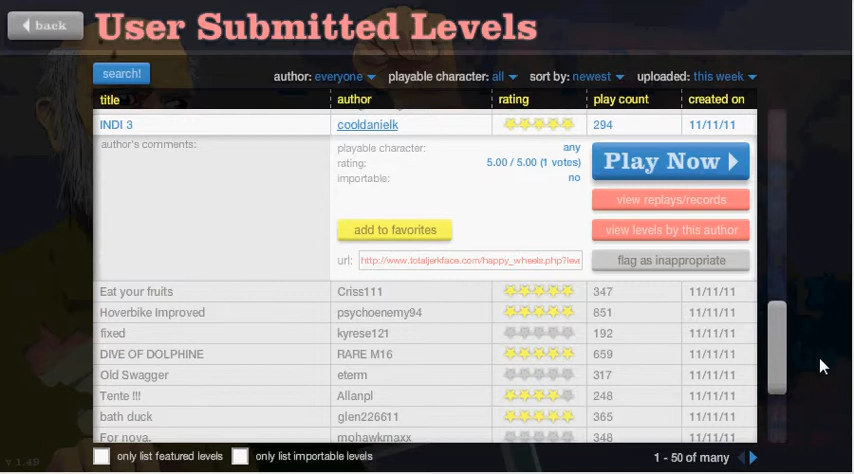 back
User Submitted Levels
search!
author: everyone playable character: all sort by: newest uploaded: this week
title author rating play count created on
INDI 3 cooldanielk 294 11/11/11
author's comments:
playable character: any
rating: 5.00 / 5.00 (1 votes)
importable: no
Play Now
view replays/records
add to favorites
view levels by this author
url: http://www.totaljerkface.com/happy_wheels.php?leve
flag as inappropriate
Eat your fruits Criss111 347 11/11/11
Hoverbike Improved psychoenemy94 851 11/11/11
fixed kyrese121 192 11/11/11
DIVE OF DOLPHINE RARE M16 659 11/11/11
Old Swagger eterm 317 11/11/11
Tente !!! Allanpl 248 11/11/11
bath duck glen226611 365 11/11/11
For nova. mohawkmaxx 348 11/11/11
only list featured levels only list importable levels
1 - 50 of many
v 1.49